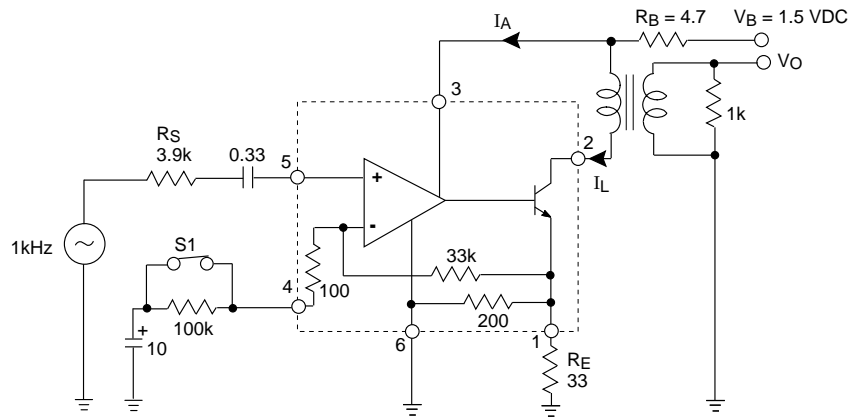 I_A
R_B = 4.7
V_B = 1.5 VDC
V_O
3
1k
R_S
3.9k
0.33
5
+
2
I_L
-
1kHz
S1
33k
4
100
100k
200
+
10
6
1
R_E
33